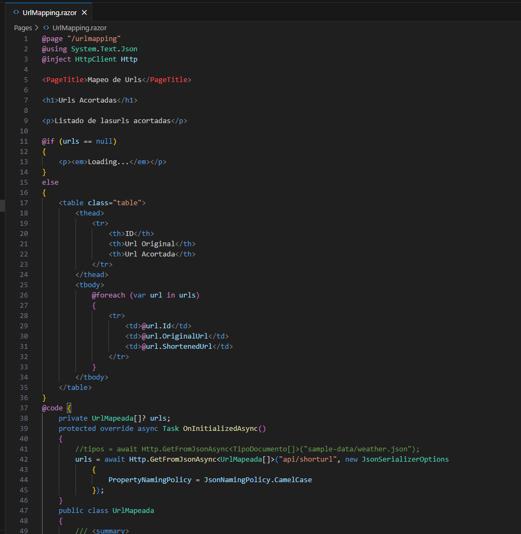 UrlMapping.razor
Pages > UrlMapping.razor
1 @page "/urlmapping"
2 @using System.Text.Json
3 @inject HttpClient Http
4
5 <PageTitle>Mapeo de Urls</PageTitle>
6
7 <h1>Urls Acortadas</h1>
8
9 <p>Listado de lasurls acortadas</p>
10
11 @if (urls == null)
12 {
13     <p><em>Loading...</em></p>
14 }
15 else
16 {
17     <table class="table">
18         <thead>
19             <tr>
20                 <th>ID</th>
21                 <th>Url Original</th>
22                 <th>Url Acortada</th>
23             </tr>
24         </thead>
25         <tbody>
26             @foreach (var url in urls)
27             {
28                 <tr>
29                     <td>@url.Id</td>
30                     <td>@url.OriginalUrl</td>
31                     <td>@url.ShortenedUrl</td>
32                 </tr>
33             }
34         </tbody>
35     </table>
36 }
37 @code {
38     private UrlMapeada[]? urls;
39     protected override async Task OnInitializedAsync()
40     {
41         //tipos = await Http.GetFromJsonAsync<TipoDocumento[]>("sample-data/weather.json");
42         urls = await Http.GetFromJsonAsync<UrlMapeada[]>("api/shorturl", new JsonSerializerOptions
43             {
44                 PropertyNamingPolicy = JsonNamingPolicy.CamelCase
45             });
46     }
47     public class UrlMapeada
48     {
49         /// <summary>